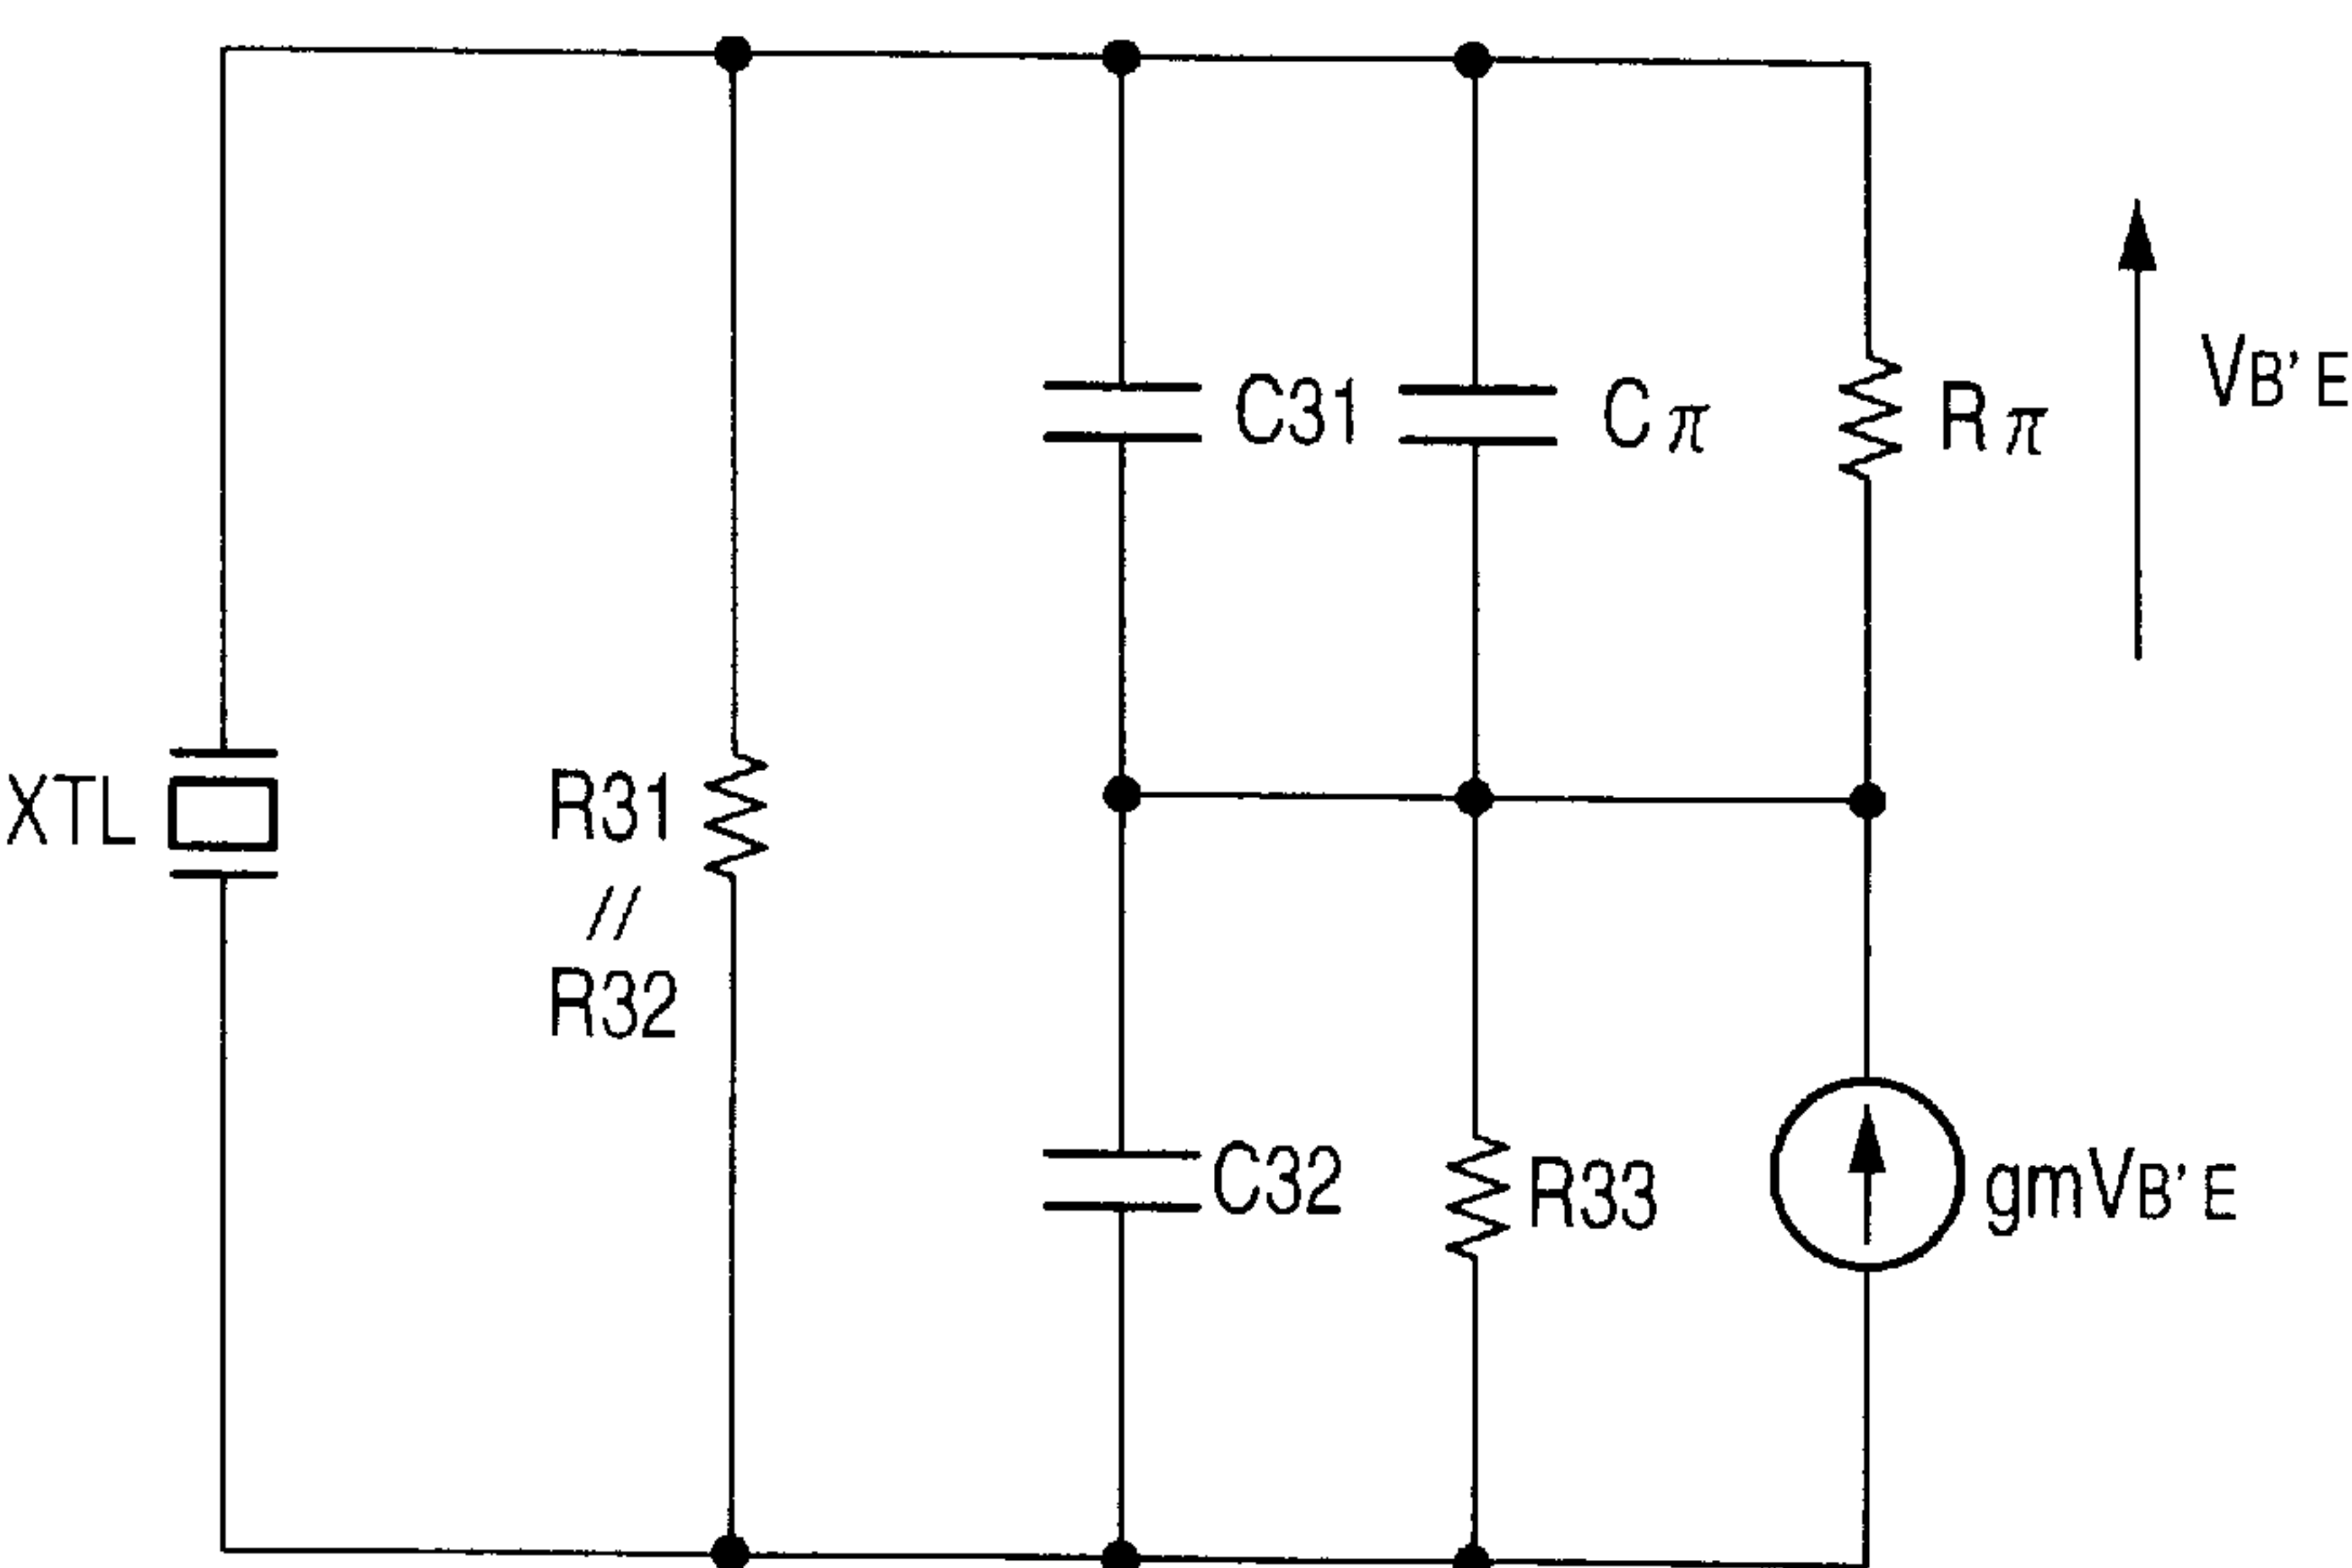 VB'E
C31
Cπ
Rπ
XTL
R31
//
R32
C32
R33
gmVB'E